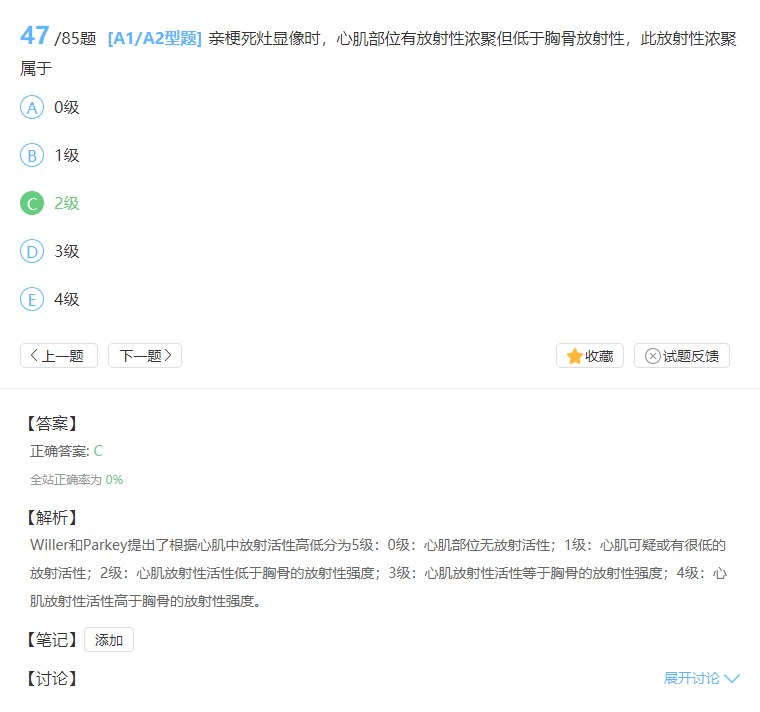 47 /85题 [A1/A2型题] 亲梗死灶显像时，心肌部位有放射性浓聚但低于胸骨放射性，此放射性浓聚
属于
A 0级
B 1级
C 2级
D 3级
E 4级
上一题 下一题 收藏 试题反馈
【答案】
正确答案: C
全站正确率为 0%
【解析】
Willer和Parkey提出了根据心肌中放射活性高低分为5级：0级：心肌部位无放射活性；1级：心肌可疑或有很低的
放射活性；2级：心肌放射性活性低于胸骨的放射性强度；3级：心肌放射性活性等于胸骨的放射性强度；4级：心
肌放射性活性高于胸骨的放射性强度。
【笔记】 添加
【讨论】 展开讨论